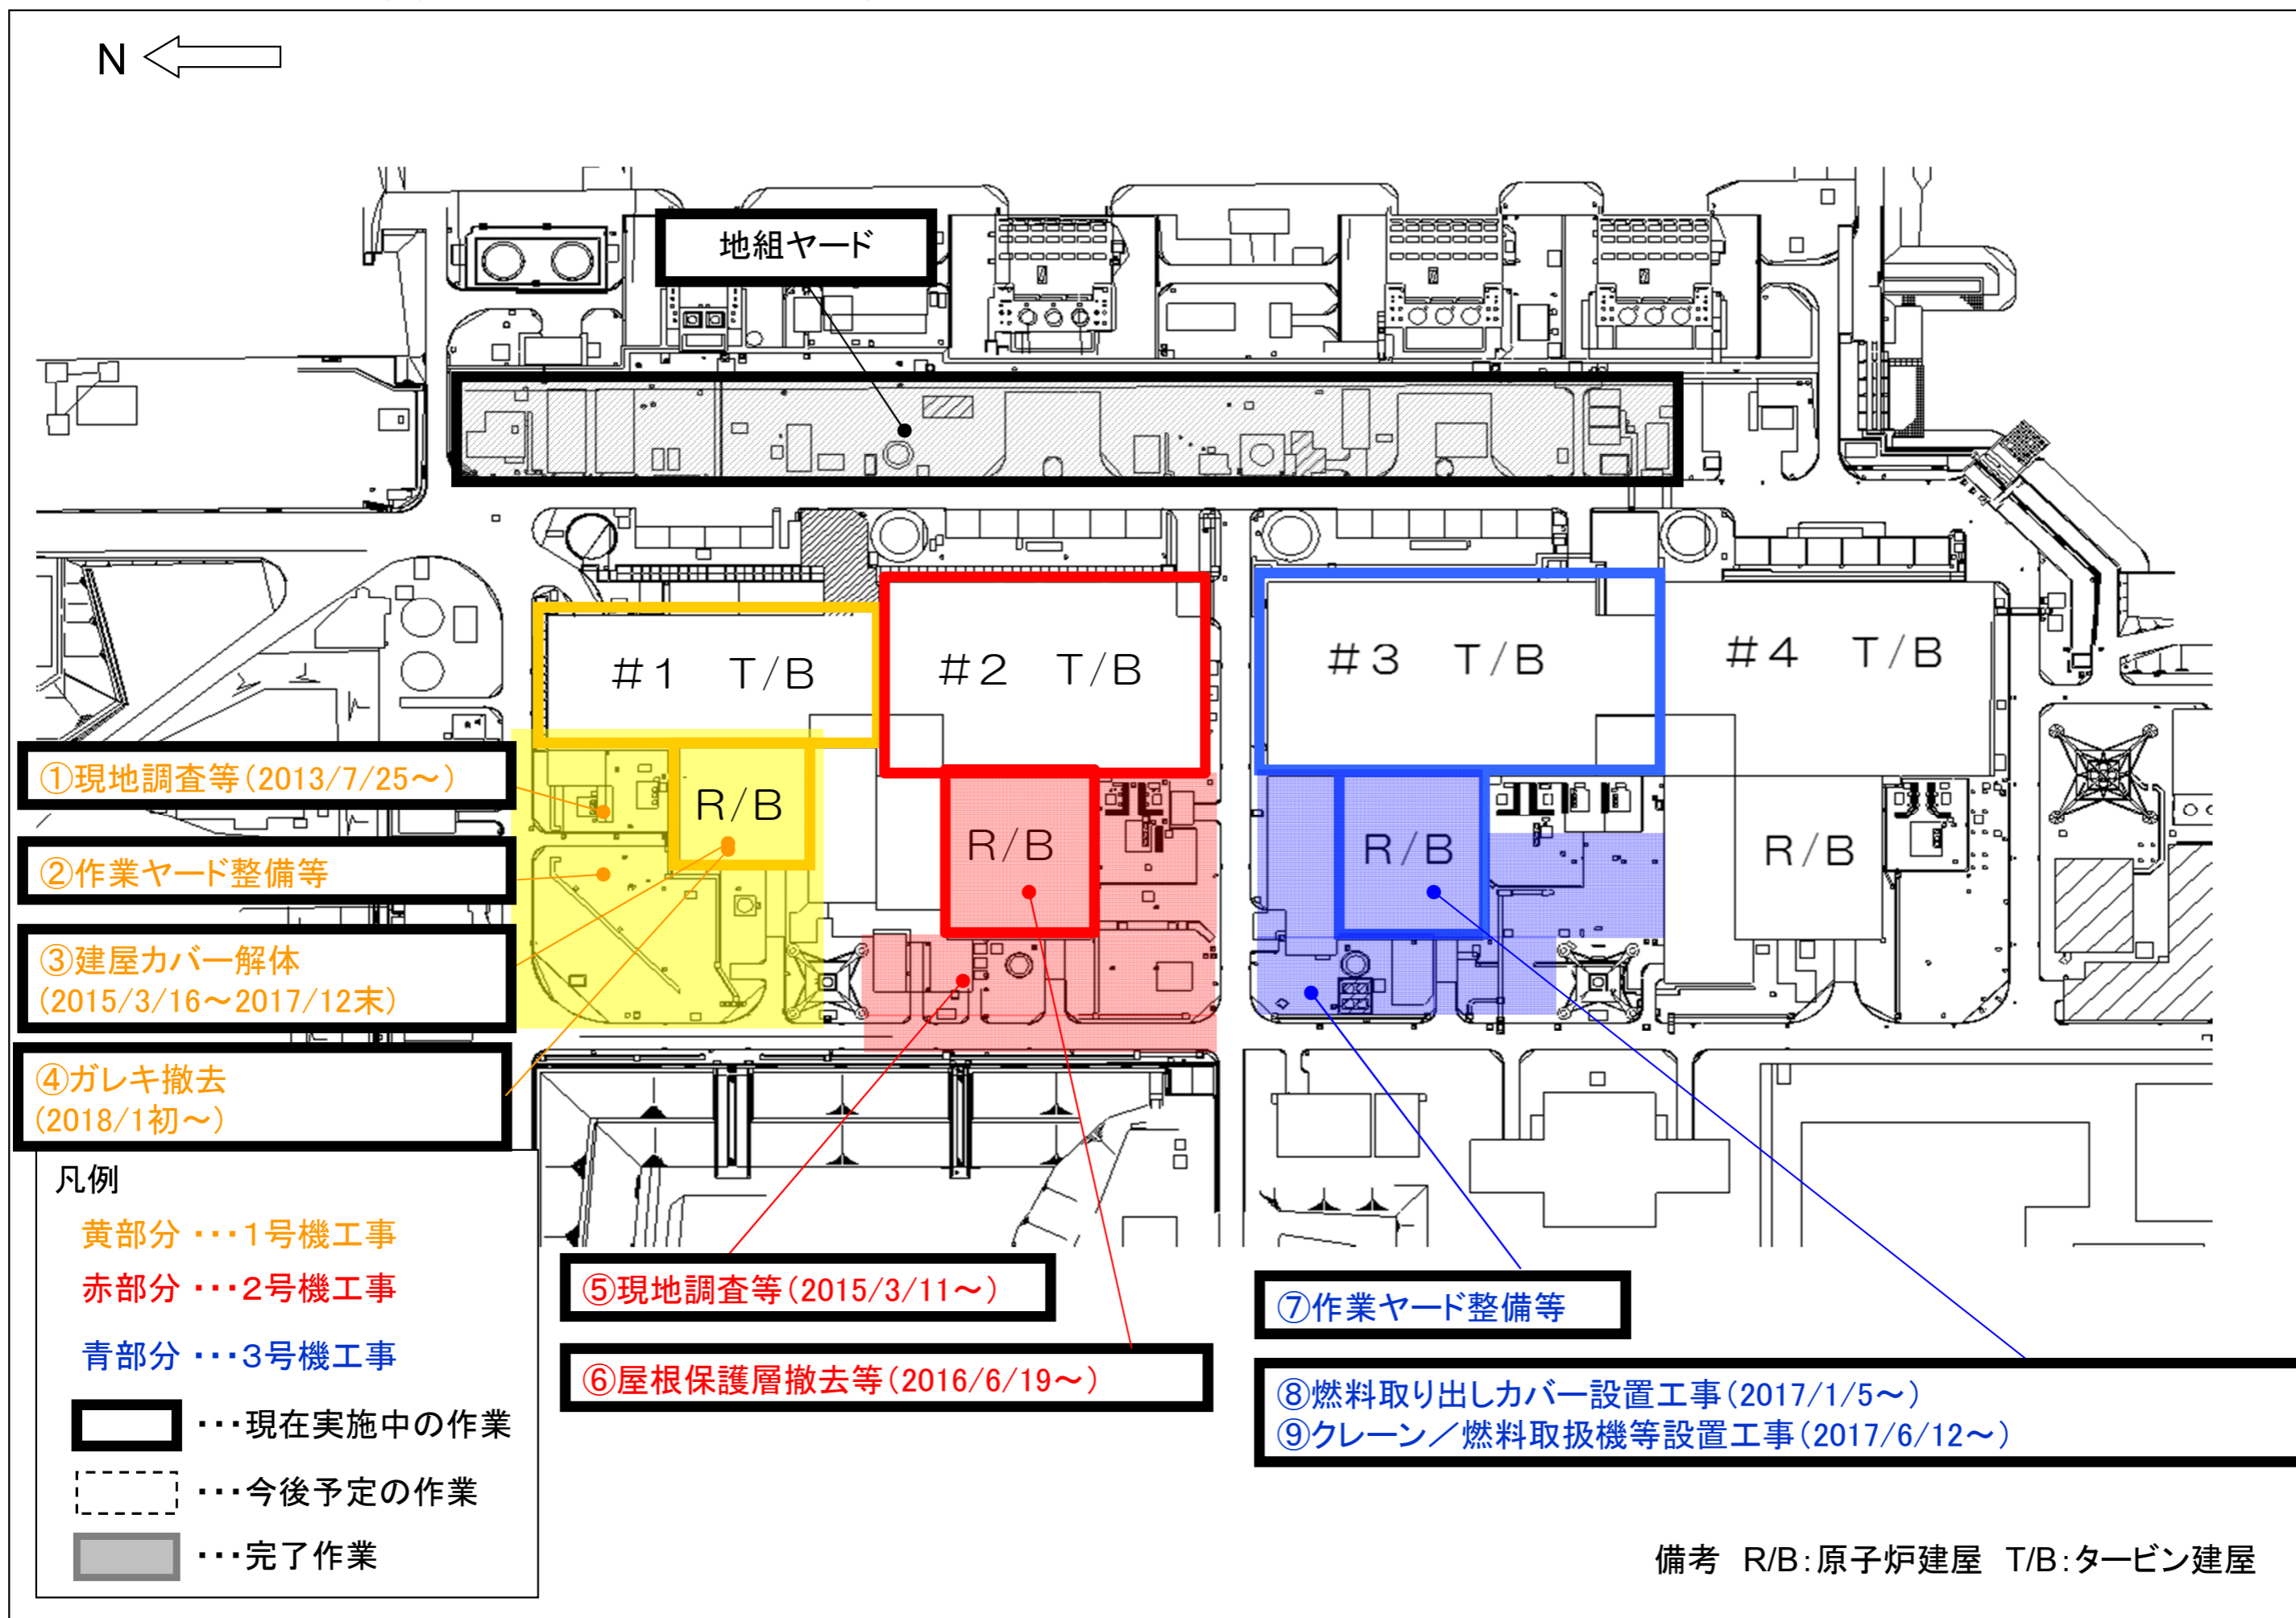 N
地組ヤード
#1 T/B
#2 T/B
#3 T/B
#4 T/B
R/B
R/B
R/B
R/B
①現地調査等(2013/7/25～)
②作業ヤード整備等
③建屋カバー解体
(2015/3/16～2017/12末)
④ガレキ撤去
(2018/1初～)
凡例
黄部分 ・・・1号機工事
赤部分 ・・・2号機工事
青部分 ・・・3号機工事
・・・現在実施中の作業
・・・今後予定の作業
・・・完了作業
⑤現地調査等(2015/3/11～)
⑥屋根保護層撤去等(2016/6/19～)
⑦作業ヤード整備等
⑧燃料取り出しカバー設置工事(2017/1/5～)
⑨クレーン／燃料取扱機等設置工事(2017/6/12～)
備考 R/B:原子炉建屋 T/B:タービン建屋